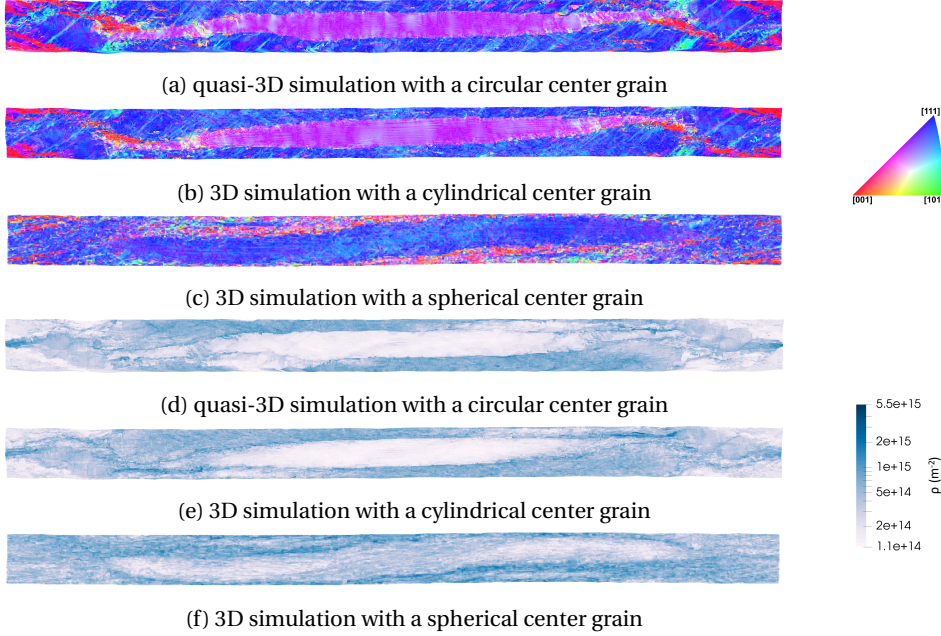 (a) quasi-3D simulation with a circular center grain
(b) 3D simulation with a cylindrical center grain
[111]
[001]
[101
(c) 3D simulation with a spherical center grain
(d) quasi-3D simulation with a circular center grain
(e) 3D simulation with a cylindrical center grain
(f) 3D simulation with a spherical center grain
5.5e+15
2e+15
1e+15
5e+14
2e+14
1.1e+14
ρ (m⁻²)